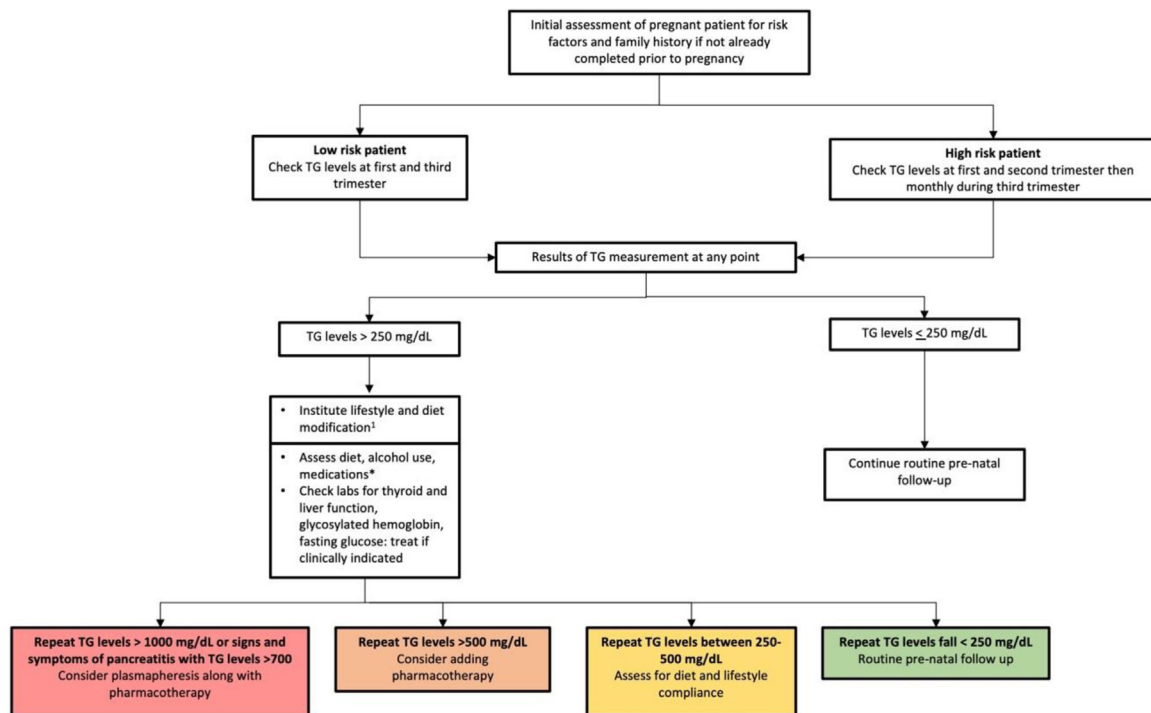 Initial assessment of pregnant patient for risk
factors and family history if not already
completed prior to pregnancy
Low risk patient
Check TG levels at first and third
trimester
High risk patient
Check TG levels at first and second trimester then
monthly during third trimester
Results of TG measurement at any point
TG levels > 250 mg/dL
TG levels ≤ 250 mg/dL
• Institute lifestyle and diet
modification¹
• Assess diet, alcohol use,
medications*
• Check labs for thyroid and
liver function,
glycosylated hemoglobin,
fasting glucose: treat if
clinically indicated
Continue routine pre-natal
follow-up
Repeat TG levels > 1000 mg/dL or signs and
symptoms of pancreatitis with TG levels >700
Consider plasmapheresis along with
pharmacotherapy
Repeat TG levels >500 mg/dL
Consider adding
pharmacotherapy
Repeat TG levels between 250-
500 mg/dL
Assess for diet and lifestyle
compliance
Repeat TG levels fall < 250 mg/dL
Routine pre-natal follow up